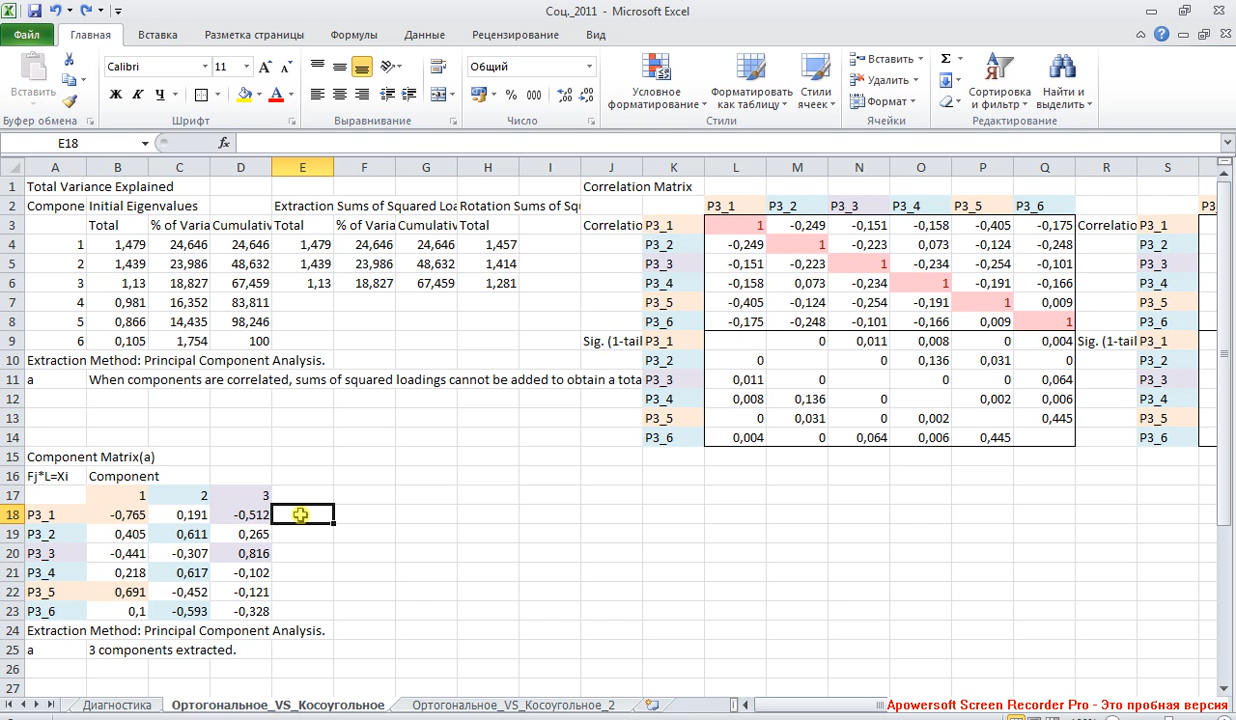 Соц._2011 - Microsoft Excel
Файл Главная Вставка Разметка страницы Формулы Данные Рецензирование Вид
Вставить
Calibri 11
Ж К Ч
Общий
% 000
Условное форматирование
Форматировать как таблицу
Стили ячеек
Вставить
Удалить
Формат
Сортировка и фильтр
Найти и выделить
Буфер обмена Шрифт Выравнивание Число Стили Ячейки Редактирование
E18 fx
A B C D E F G H I J K L M N O P Q R S
1 Total Variance Explained Correlation Matrix
2 Compone Initial Eigenvalues Extraction Sums of Squared Loa Rotation Sums of Squ P3_1 P3_2 P3_3 P3_4 P3_5 P3_6 P3
3 Total % of Varia Cumulativ Total % of Varia Cumulativ Total Correlatio P3_1 1 -0,249 -0,151 -0,158 -0,405 -0,175 Correlatio P3_1
4 1 1,479 24,646 24,646 1,479 24,646 24,646 1,457 P3_2 -0,249 1 -0,223 0,073 -0,124 -0,248 P3_2
5 2 1,439 23,986 48,632 1,439 23,986 48,632 1,414 P3_3 -0,151 -0,223 1 -0,234 -0,254 -0,101 P3_3
6 3 1,13 18,827 67,459 1,13 18,827 67,459 1,281 P3_4 -0,158 0,073 -0,234 1 -0,191 -0,166 P3_4
7 4 0,981 16,352 83,811 P3_5 -0,405 -0,124 -0,254 -0,191 1 0,009 P3_5
8 5 0,866 14,435 98,246 P3_6 -0,175 -0,248 -0,101 -0,166 0,009 1 P3_6
9 6 0,105 1,754 100 Sig. (1-tail P3_1 0 0,011 0,008 0 0,004 Sig. (1-tail P3_1
10 Extraction Method: Principal Component Analysis. P3_2 0 0 0,136 0,031 0 P3_2
11 a When components are correlated, sums of squared loadings cannot be added to obtain a tota P3_3 0,011 0 0 0 0,064 P3_3
12 P3_4 0,008 0,136 0 0,002 0,006 P3_4
13 P3_5 0 0,031 0 0,002 0,445 P3_5
14 P3_6 0,004 0 0,064 0,006 0,445 P3_6
15 Component Matrix(a)
16 Fj*L=Xi Component
17 1 2 3
18 P3_1 -0,765 0,191 -0,512
19 P3_2 0,405 0,611 0,265
20 P3_3 -0,441 -0,307 0,816
21 P3_4 0,218 0,617 -0,102
22 P3_5 0,691 -0,452 -0,121
23 P3_6 0,1 -0,593 -0,328
24 Extraction Method: Principal Component Analysis.
25 a 3 components extracted.
26
27
Диагностика Ортогональное_VS_Косоугольное Ортогональное_VS_Косоугольное_2
Apowersoft Screen Recorder Pro - Это пробная версия